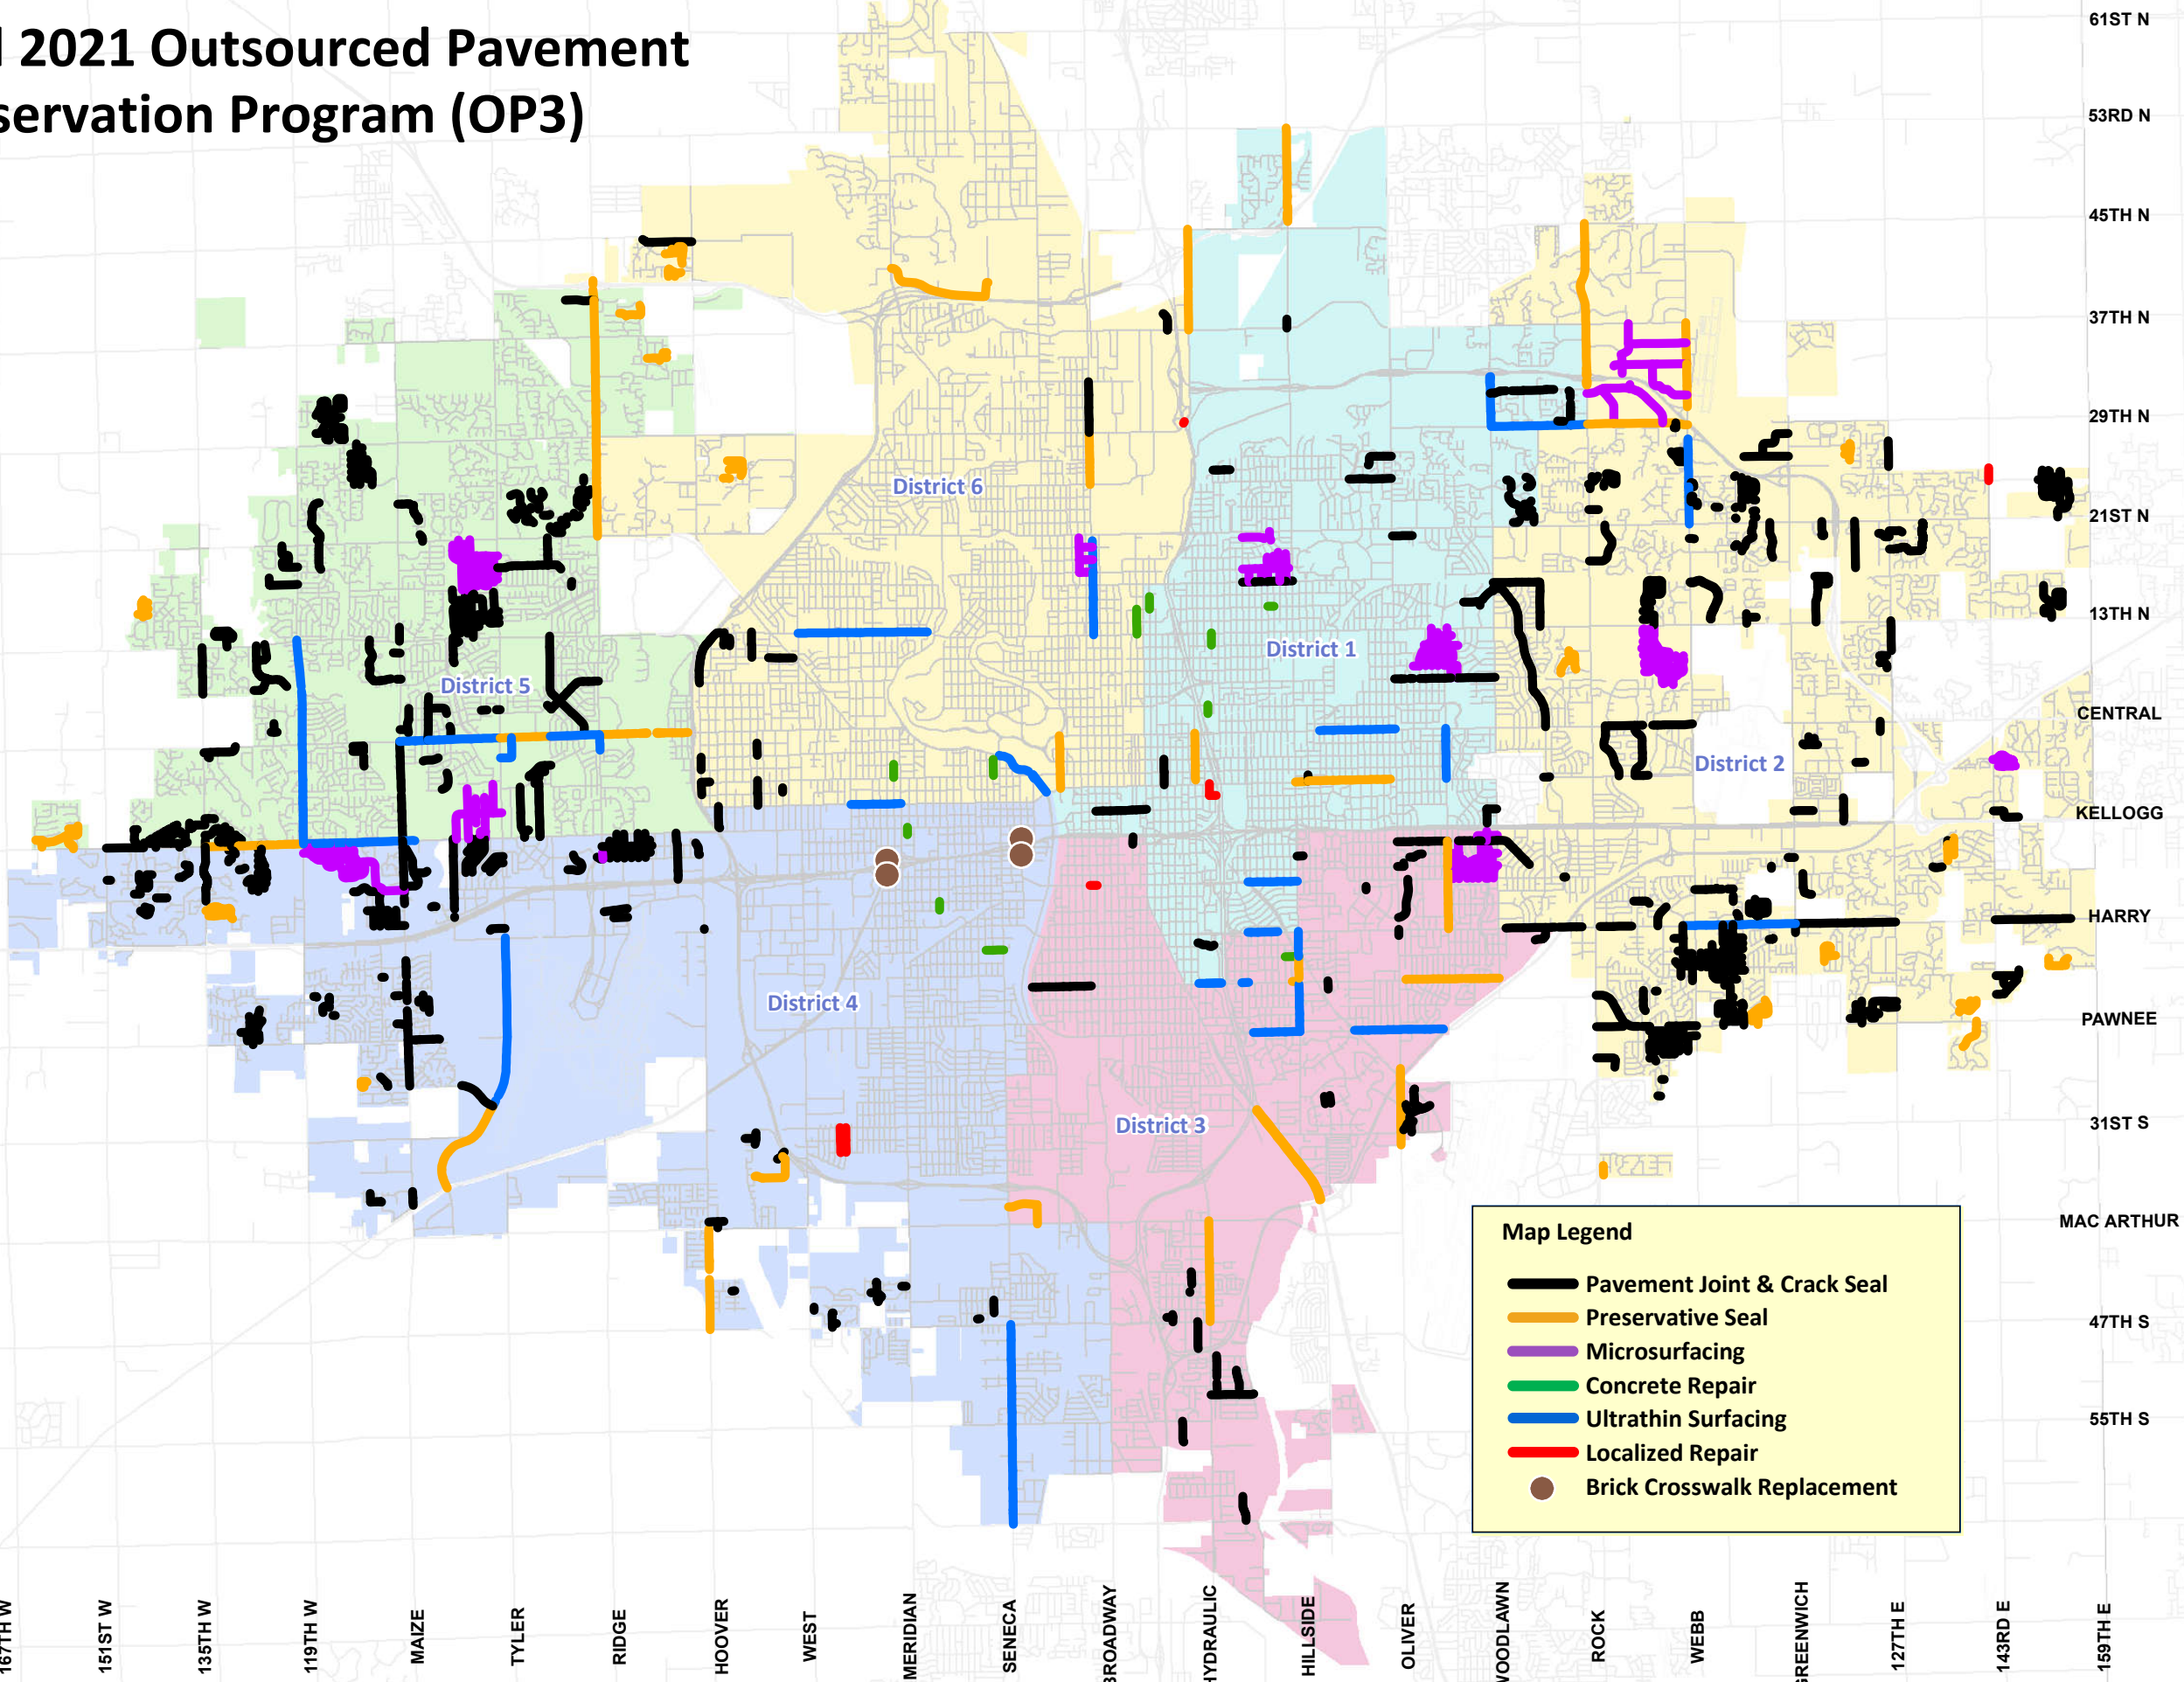 2021 Outsourced Pavement
servation Program (OP3)
61ST N
53RD N
45TH N
37TH N
29TH N
21ST N
13TH N
CENTRAL
KELLOGG
HARRY
PAWNEE
31ST S
MAC ARTHUR
47TH S
55TH S
District 6
District 1
District 5
District 2
District 4
District 3
Map Legend
Pavement Joint & Crack Seal
Preservative Seal
Microsurfacing
Concrete Repair
Ultrathin Surfacing
Localized Repair
Brick Crosswalk Replacement
167TH W
151ST W
135TH W
119TH W
MAIZE
TYLER
RIDGE
HOOVER
WEST
MERIDIAN
SENECA
BROADWAY
HYDRAULIC
HILLSIDE
OLIVER
WOODLAWN
ROCK
WEBB
GREENWICH
127TH E
143RD E
159TH E